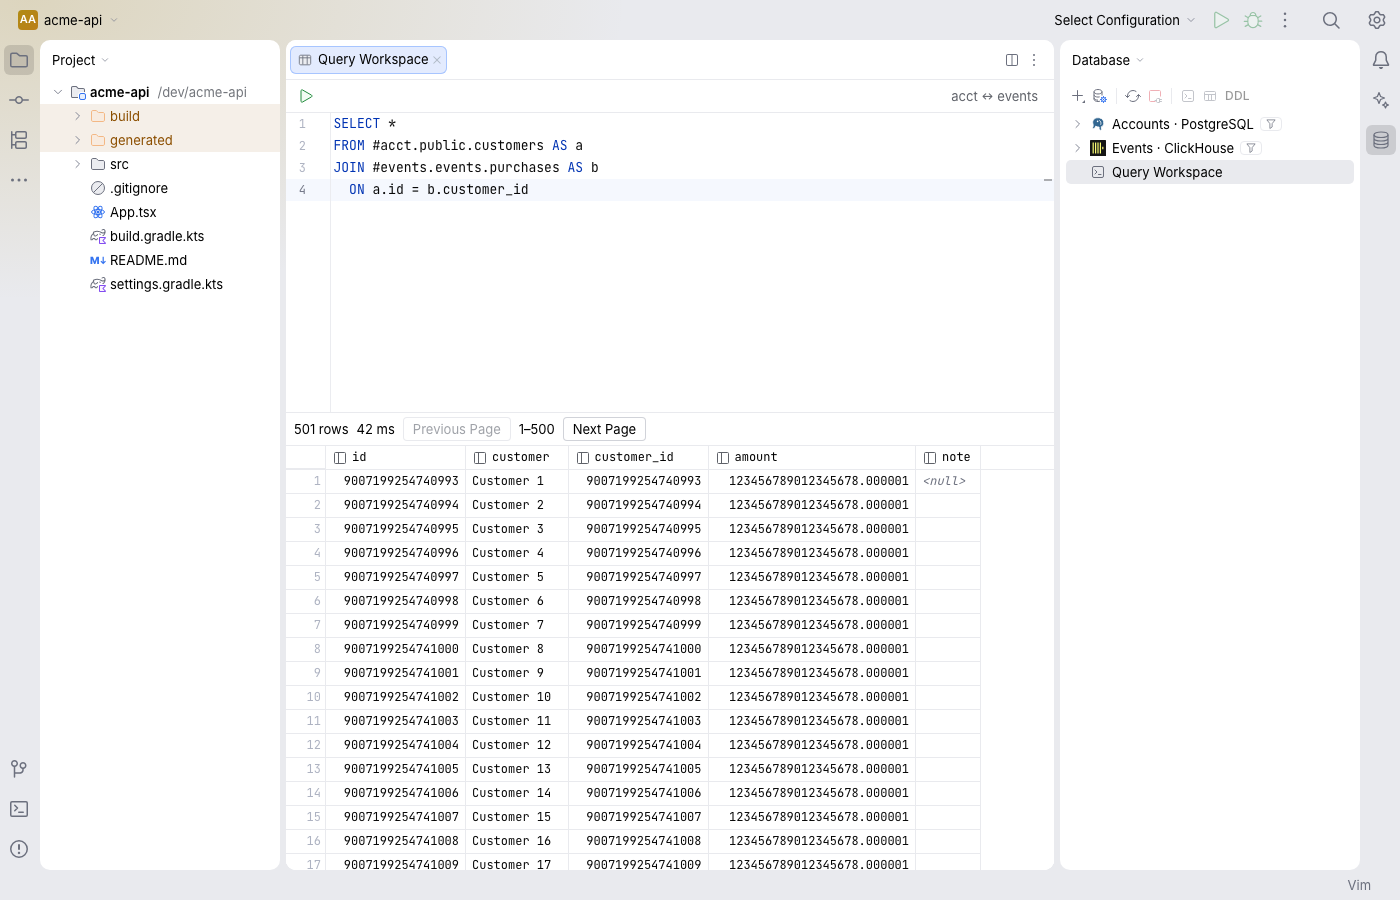 AA acme-api
Select Configuration
Project
acme-api /dev/acme-api
build
generated
src
.gitignore
App.tsx
build.gradle.kts
M↓ README.md
settings.gradle.kts
Query Workspace
acct ↔ events
1 SELECT *
2 FROM #acct.public.customers AS a
3 JOIN #events.events.purchases AS b
4 ON a.id = b.customer_id
501 rows 42 ms Previous Page 1–500 Next Page
id customer customer_id amount note
1 9007199254740993 Customer 1 9007199254740993 123456789012345678.000001 <null>
2 9007199254740994 Customer 2 9007199254740994 123456789012345678.000001
3 9007199254740995 Customer 3 9007199254740995 123456789012345678.000001
4 9007199254740996 Customer 4 9007199254740996 123456789012345678.000001
5 9007199254740997 Customer 5 9007199254740997 123456789012345678.000001
6 9007199254740998 Customer 6 9007199254740998 123456789012345678.000001
7 9007199254740999 Customer 7 9007199254740999 123456789012345678.000001
8 9007199254741000 Customer 8 9007199254741000 123456789012345678.000001
9 9007199254741001 Customer 9 9007199254741001 123456789012345678.000001
10 9007199254741002 Customer 10 9007199254741002 123456789012345678.000001
11 9007199254741003 Customer 11 9007199254741003 123456789012345678.000001
12 9007199254741004 Customer 12 9007199254741004 123456789012345678.000001
13 9007199254741005 Customer 13 9007199254741005 123456789012345678.000001
14 9007199254741006 Customer 14 9007199254741006 123456789012345678.000001
15 9007199254741007 Customer 15 9007199254741007 123456789012345678.000001
16 9007199254741008 Customer 16 9007199254741008 123456789012345678.000001
17 9007199254741009 Customer 17 9007199254741009 123456789012345678.000001
Database
DDL
Accounts · PostgreSQL
Events · ClickHouse
Query Workspace
Vim